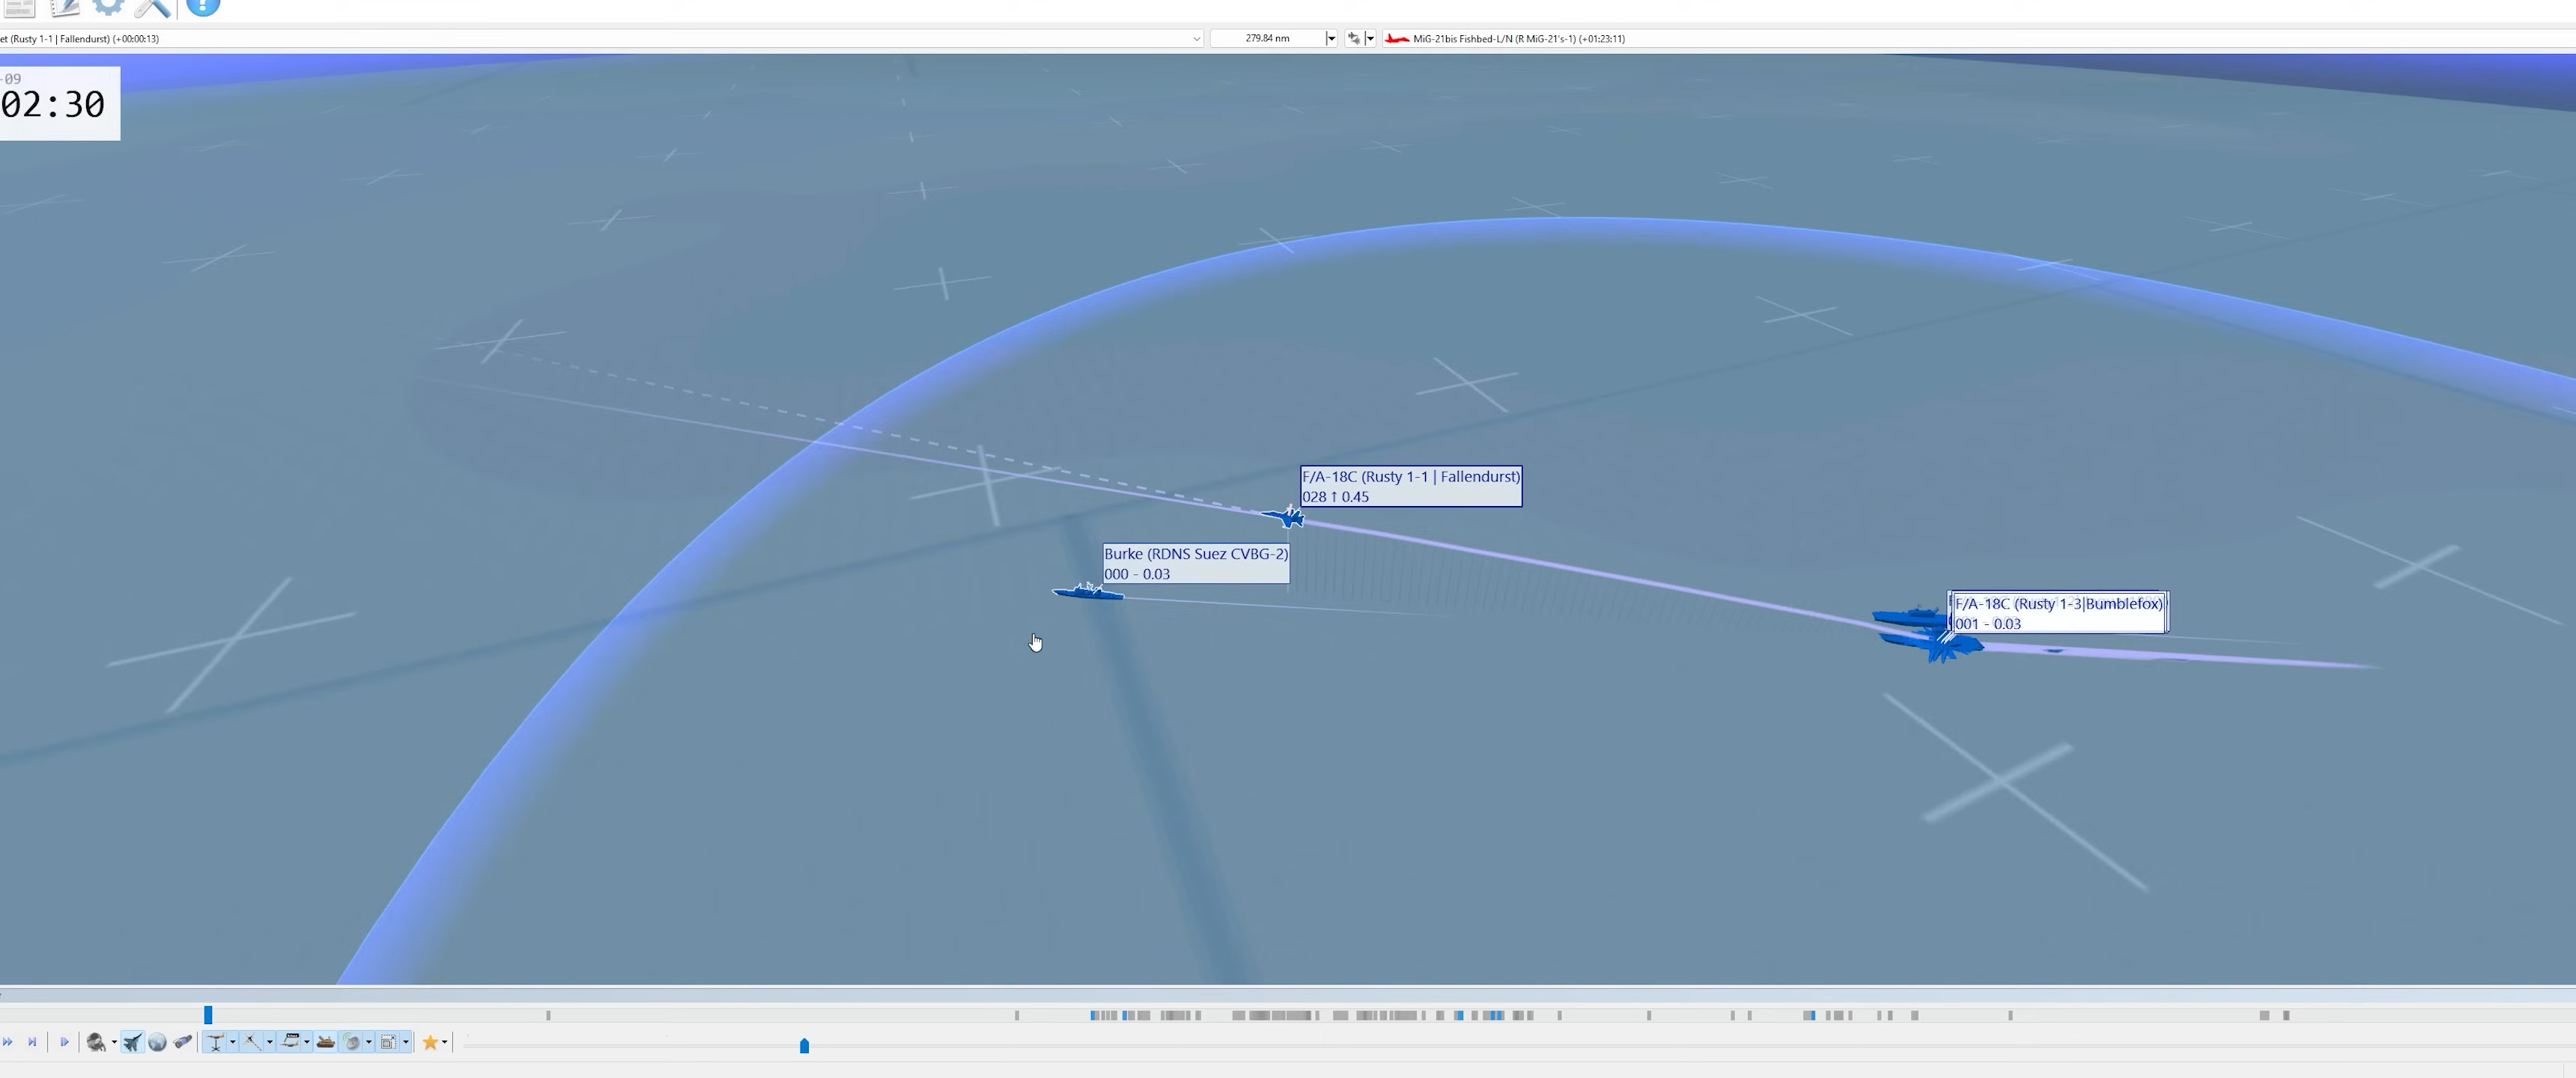 et (Rusty 1-1 | Fallendurst) (+00:00:13)
279.84 nm
MiG-21bis Fishbed-L/N (R MiG-21's-1) (+01:23:11)
-09
02:30
F/A-18C (Rusty 1-1 | Fallendurst)
028 ↑ 0.45
Burke (RDNS Suez CVBG-2)
000 - 0.03
F/A-18C (Rusty 1-3|Bumblefox)
001 - 0.03